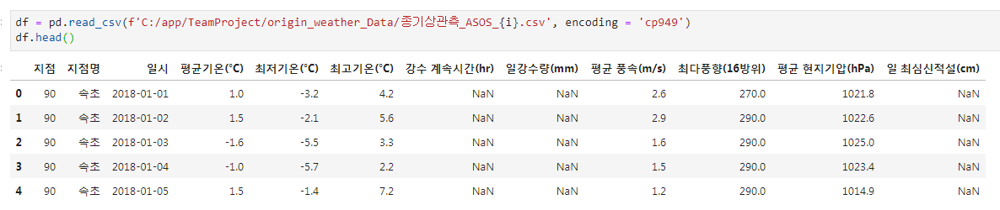 df = pd.read_csv(f'C:/app/TeamProject/origin_weather_Data/종기상관측_ASOS_{i}.csv', encoding = 'cp949')
df.head()
지점 지점명 일시 평균기온(℃) 최저기온(℃) 최고기온(℃) 강수 계속시간(hr) 일강수량(mm) 평균 풍속(m/s) 최다풍향(16방위) 평균 현지기압(hPa) 일 최심신적설(cm)
0 90 속초 2018-01-01 1.0 -3.2 4.2 NaN NaN 2.6 270.0 1021.8 NaN
1 90 속초 2018-01-02 1.5 -2.1 5.6 NaN NaN 2.9 290.0 1022.6 NaN
2 90 속초 2018-01-03 -1.6 -5.5 3.3 NaN NaN 1.6 290.0 1025.0 NaN
3 90 속초 2018-01-04 -1.0 -5.7 2.2 NaN NaN 1.5 290.0 1023.4 NaN
4 90 속초 2018-01-05 1.5 -1.4 7.2 NaN NaN 1.2 290.0 1014.9 NaN